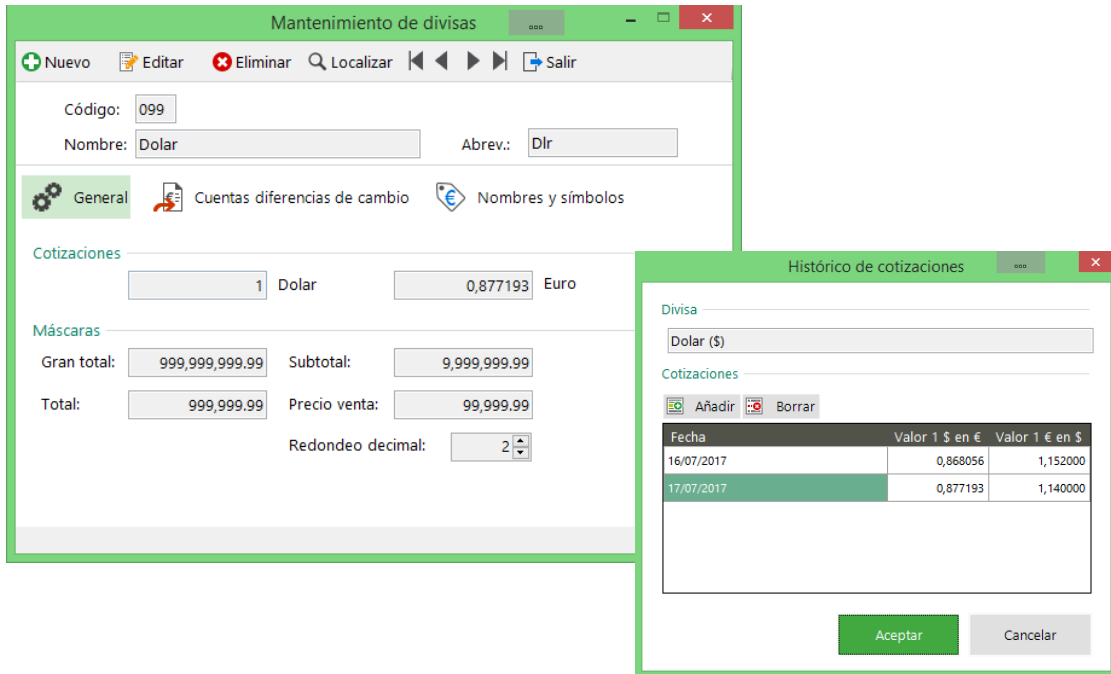 Mantenimiento de divisas
Nuevo Editar Eliminar Localizar Salir
Código: 099
Nombre: Dolar Abrev.: Dlr
General Cuentas diferencias de cambio Nombres y símbolos
Cotizaciones
1 Dolar 0,877193 Euro
Máscaras
Gran total: 999,999,999.99 Subtotal: 9,999,999.99
Total: 999,999.99 Precio venta: 99,999.99
Redondeo decimal: 2
Histórico de cotizaciones
Divisa
Dolar ($)
Cotizaciones
Añadir Borrar
Fecha Valor 1 $ en € Valor 1 € en $
16/07/2017 0,868056 1,152000
17/07/2017 0,877193 1,140000
Aceptar Cancelar